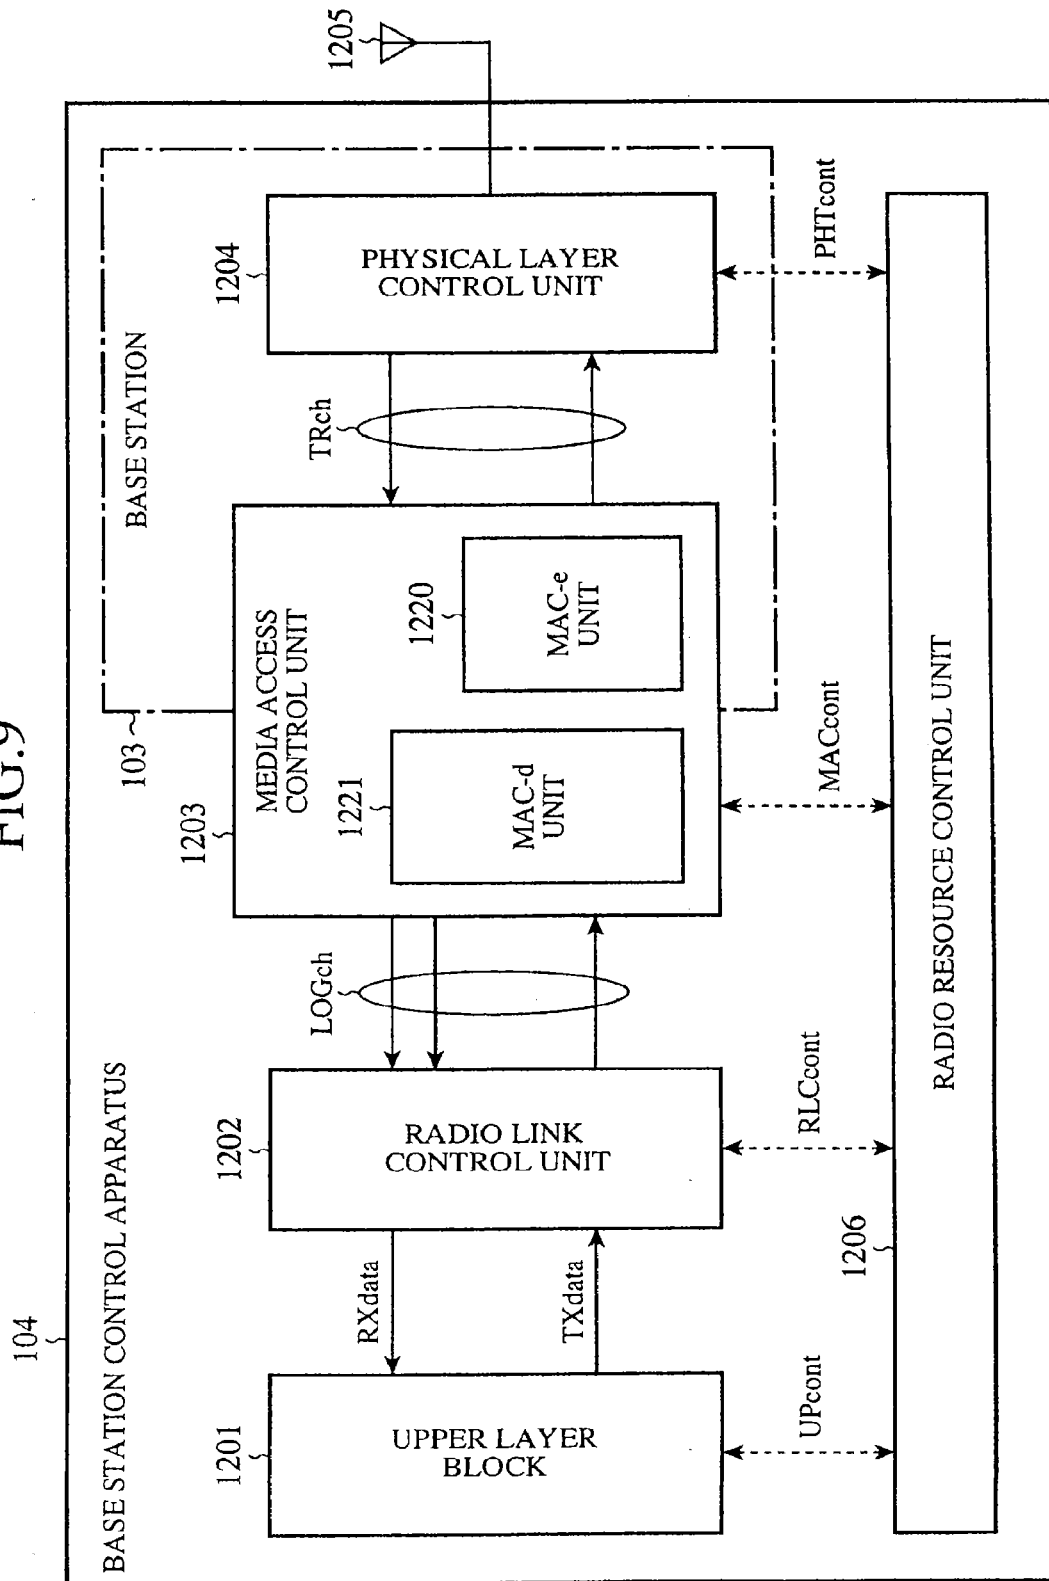 FIG.9
104
BASE STATION CONTROL APPARATUS
103
BASE STATION
1201
UPPER LAYER
BLOCK
RXdata
TXdata
1202
RADIO LINK
CONTROL UNIT
LOGch
1203
MEDIA ACCESS
CONTROL UNIT
1221
MAC-d
UNIT
1220
MAC-e
UNIT
TRch
1204
PHYSICAL LAYER
CONTROL UNIT
1205
UPcont
RLCcont
MACcont
PHTcont
1206
RADIO RESOURCE CONTROL UNIT